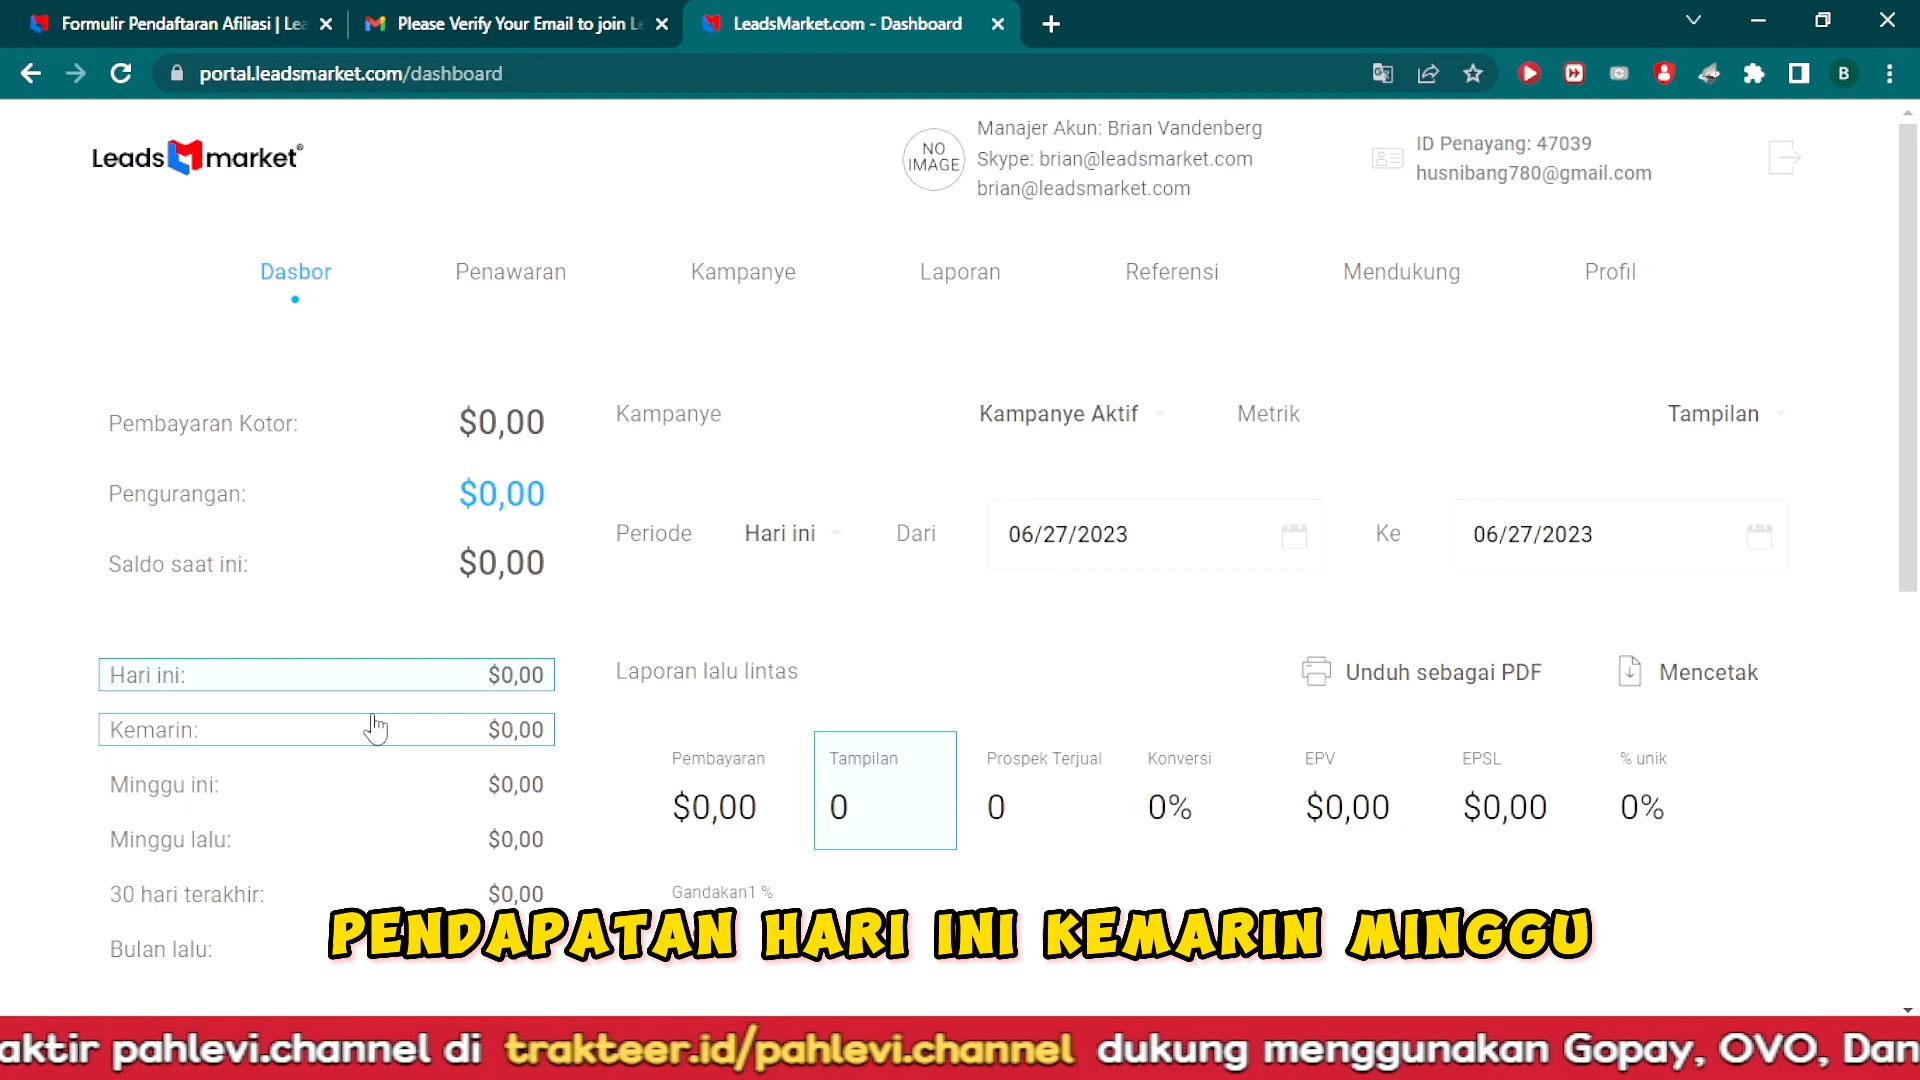 Formulir Pendaftaran Afiliasi | Lea
Please Verify Your Email to join Le
LeadsMarket.com - Dashboard
portal.leadsmarket.com/dashboard
B
Leads market®
NO IMAGE
Manajer Akun: Brian Vandenberg
Skype: brian@leadsmarket.com
brian@leadsmarket.com
ID Penayang: 47039
husnibang780@gmail.com
Dasbor Penawaran Kampanye Laporan Referensi Mendukung Profil
Pembayaran Kotor: $0,00
Pengurangan: $0,00
Saldo saat ini: $0,00
Kampanye Kampanye Aktif Metrik Tampilan
Periode Hari ini Dari 06/27/2023 Ke 06/27/2023
Hari ini: $0,00
Kemarin: $0,00
Minggu ini: $0,00
Minggu lalu: $0,00
30 hari terakhir: $0,00
Bulan lalu:
Laporan lalu lintas Unduh sebagai PDF Mencetak
Pembayaran Tampilan Prospek Terjual Konversi EPV EPSL % unik
$0,00 0 0 0% $0,00 $0,00 0%
Gandakan1 %
PENDAPATAN HARI INI KEMARIN MINGGU
aktir pahlevi.channel di trakteer.id/pahlevi.channel dukung menggunakan Gopay, OVO, Dan